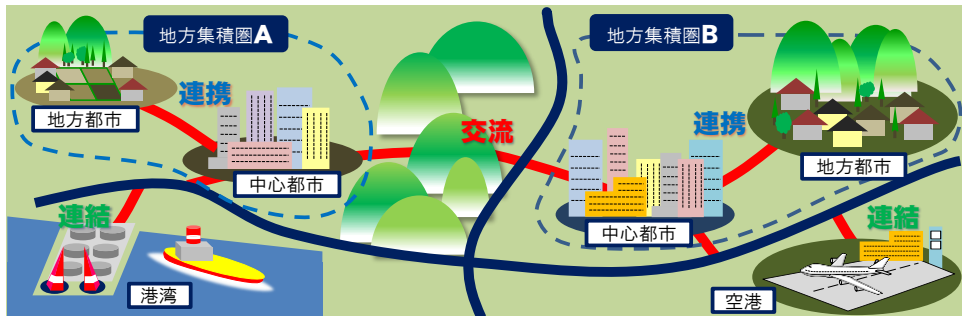 地方集積圏A
地方集積圏B
連携
地方都市
交流
連携
地方都市
中心都市
連結
中心都市
連結
港湾
空港